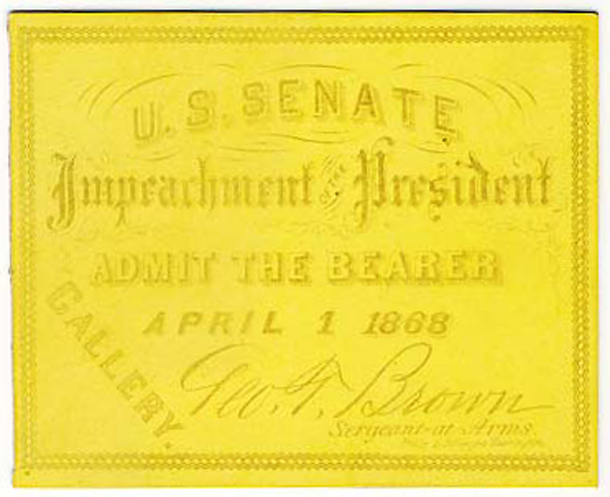 U. S. SENATE
Impeachment of the President
ADMIT THE BEARER
APRIL 1 1868
GALLERY.
Geo. T. Brown
Sergeant-at Arms.